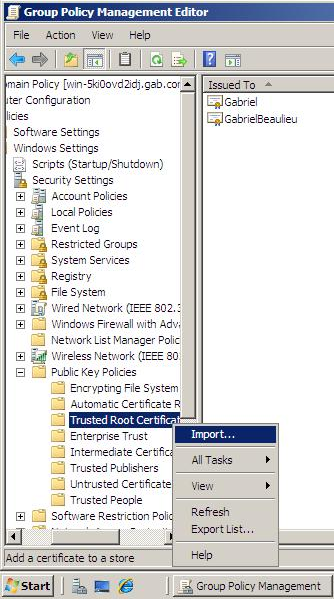 Group Policy Management Editor
File Action View Help
omain Policy [win-5ki0ovd2idj.gab.con
uter Configuration
licies
Software Settings
Windows Settings
Scripts (Startup/Shutdown)
Security Settings
Account Policies
Local Policies
Event Log
Restricted Groups
System Services
Registry
File System
Wired Network (IEEE 802.3
Windows Firewall with Adva
Network List Manager Polic
Wireless Network (IEEE 80
Public Key Policies
Encrypting File System
Automatic Certificate R
Trusted Root Certificat
Enterprise Trust
Intermediate Certifica
Trusted Publishers
Untrusted Certificate
Trusted People
Software Restriction Polic
Issued To
Gabriel
GabrielBeaulieu
Import...
All Tasks
View
Refresh
Export List...
Help
Add a certificate to a store
Start
Group Policy Management